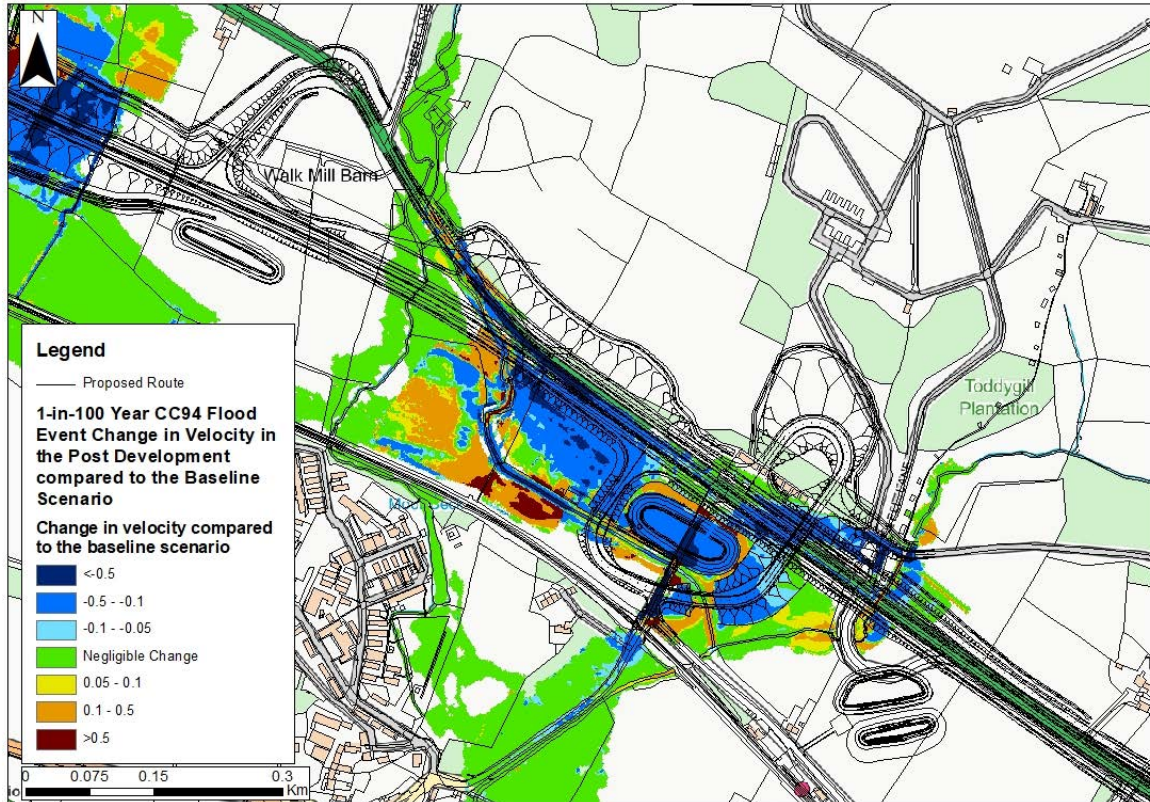 N
Walk Mill Barn
Toddygill
Plantation
Legend
Proposed Route
1-in-100 Year CC94 Flood
Event Change in Velocity in
the Post Development
compared to the Baseline
Scenario
Change in velocity compared
to the baseline scenario
<-0.5
-0.5 - -0.1
-0.1 - -0.05
Negligible Change
0.05 - 0.1
0.1 - 0.5
>0.5
0 0.075 0.15 0.3
Km